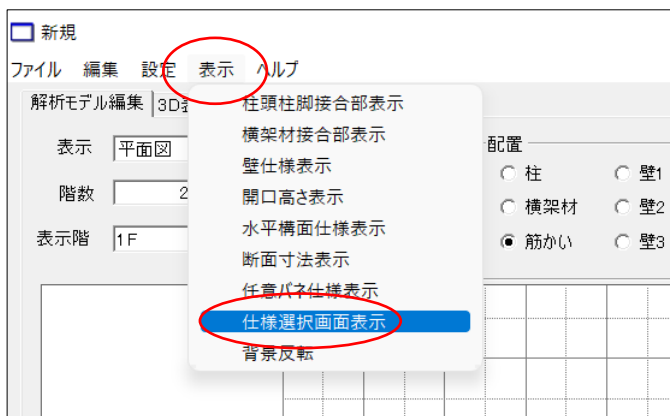 新規
ファイル 編集 設定 表示 ヘルプ
解析モデル編集 3D
柱頭柱脚接合部表示
横架材接合部表示
壁仕様表示
開口高さ表示
水平構面仕様表示
断面寸法表示
任意バネ仕様表示
仕様選択画面表示
背景反転
表示 平面図
階数 2
表示階 1F
配置
柱 壁1
横架材 壁2
筋かい 壁3